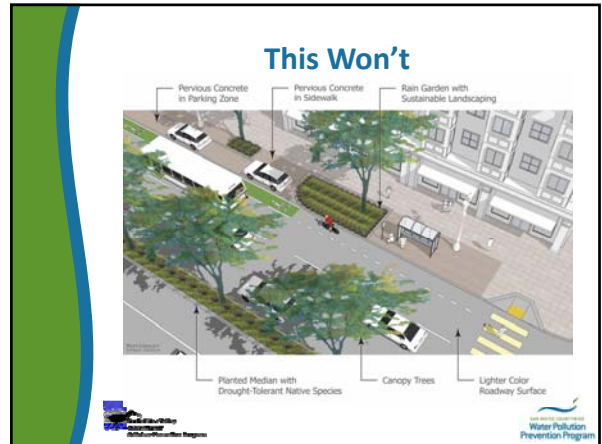 This Won't
Pervious Concrete
in Parking Zone
Pervious Concrete
in Sidewalk
Rain Garden with
Sustainable Landscaping
Planted Median with
Drought-Tolerant Native Species
Canopy Trees
Lighter Color
Roadway Surface
Water Pollution
Prevention Program